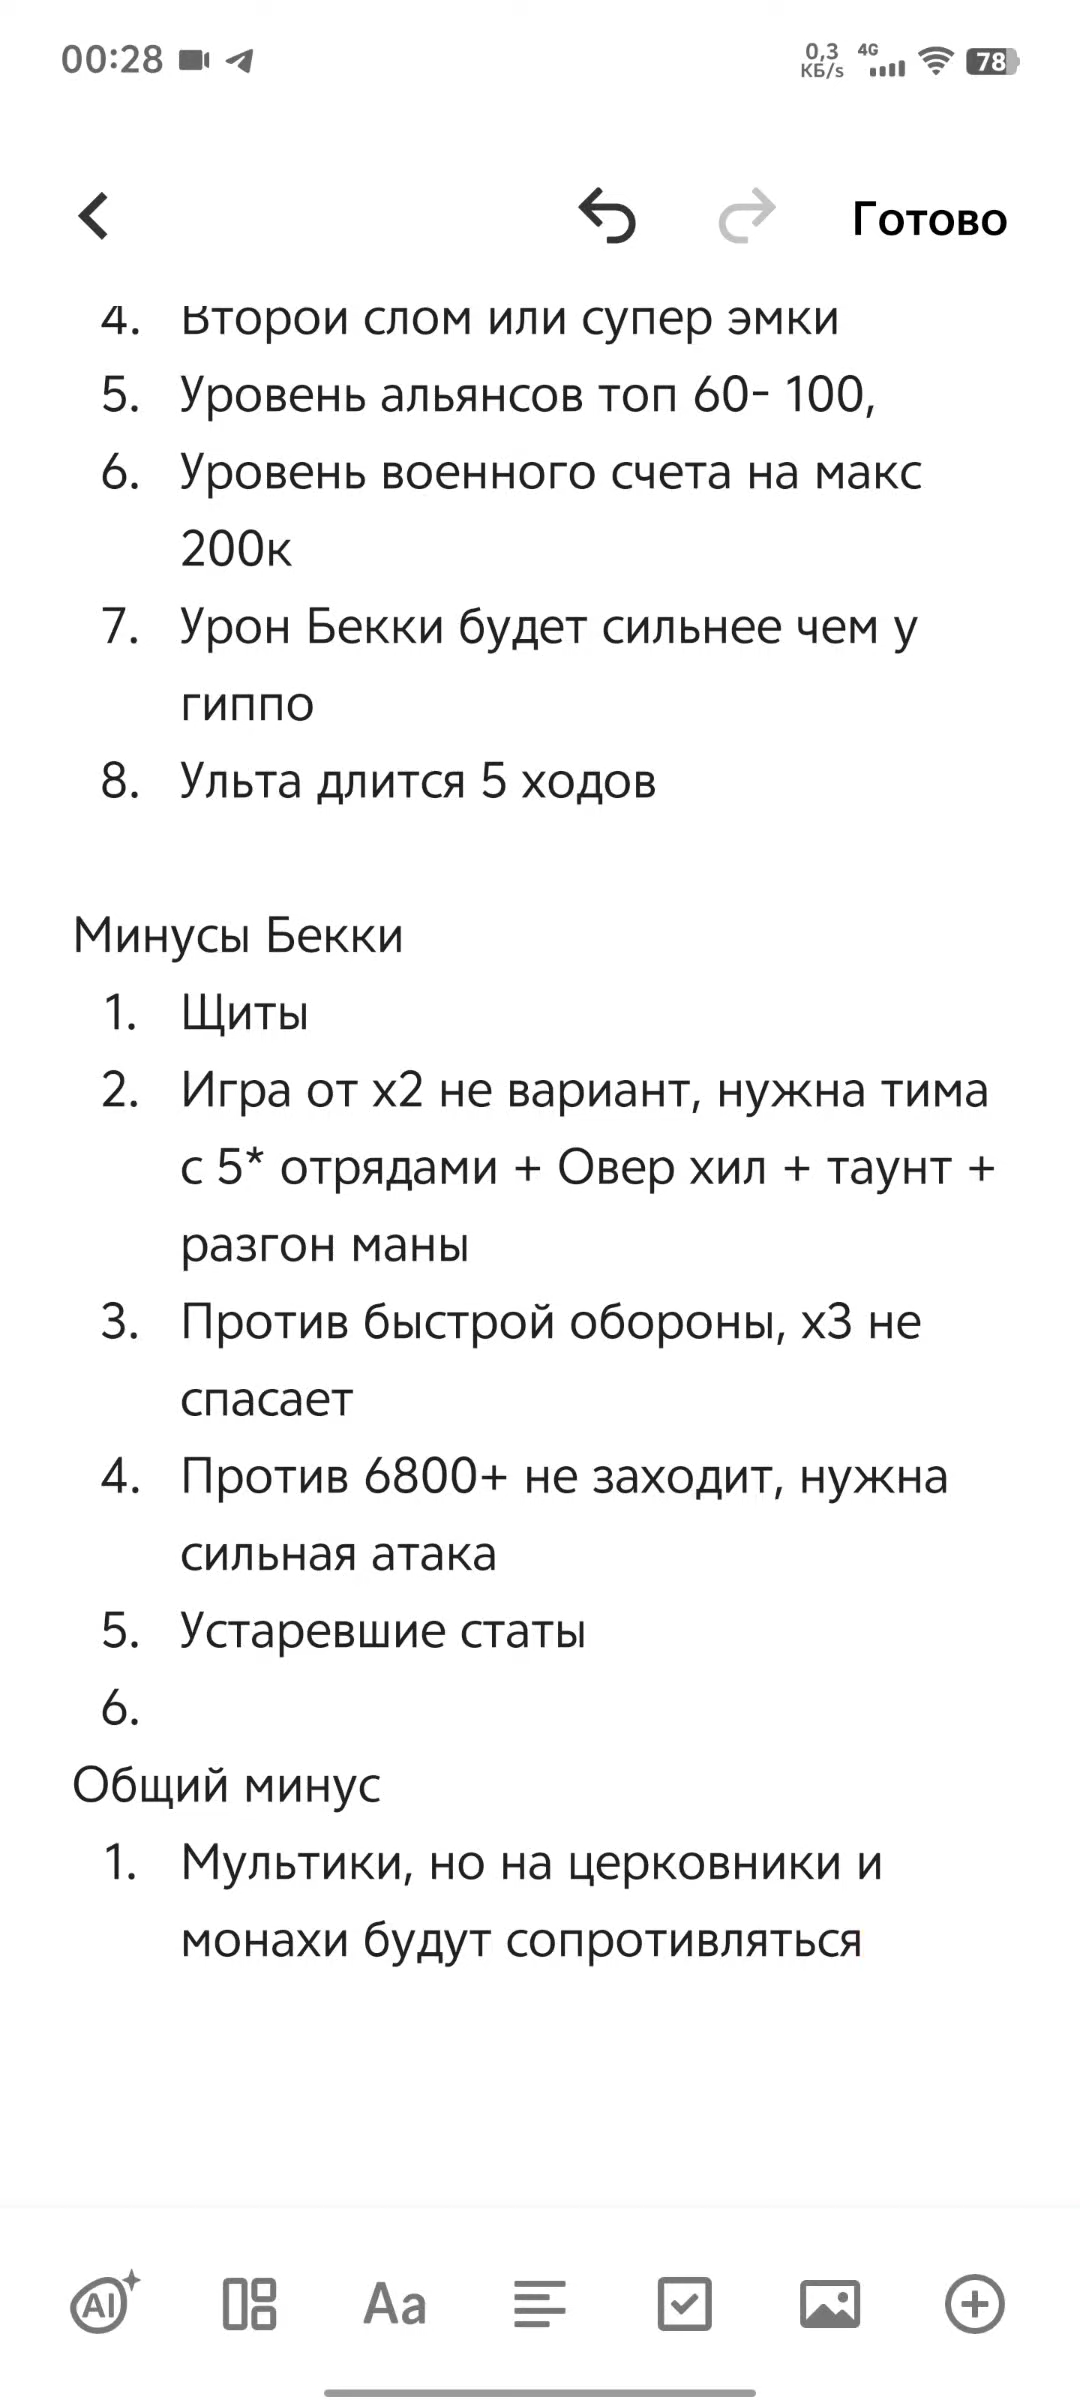 00:28
0,3
КБ/s
4G
78
Готово
4. Второй слом или супер эмки
5. Уровень альянсов топ 60- 100,
6. Уровень военного счета на макс
200к
7. Урон Бекки будет сильнее чем у
гиппо
8. Ульта длится 5 ходов
Минусы Бекки
1. Щиты
2. Игра от х2 не вариант, нужна тима
с 5* отрядами + Овер хил + таунт +
разгон маны
3. Против быстрой обороны, х3 не
спасает
4. Против 6800+ не заходит, нужна
сильная атака
5. Устаревшие статы
6.
Общий минус
1. Мультики, но на церковники и
монахи будут сопротивляться
AI
Aa